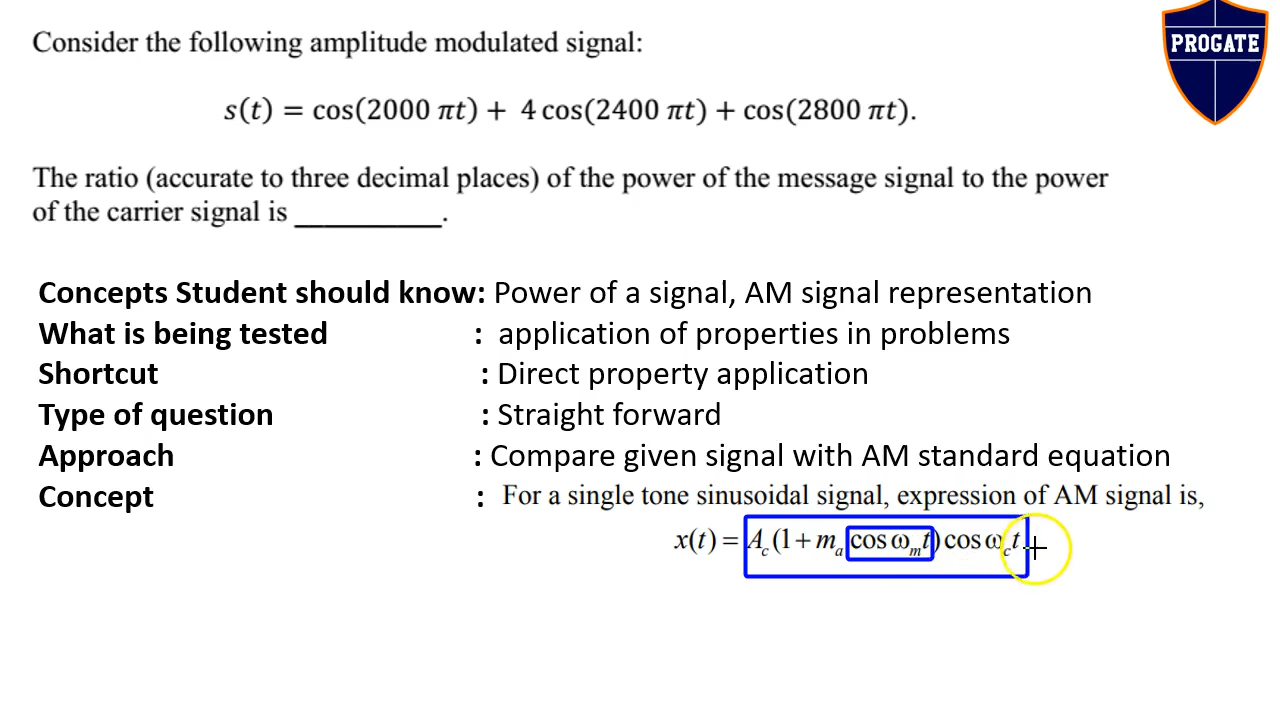 PROGATE
Consider the following amplitude modulated signal:
s(t) = cos(2000 πt) + 4 cos(2400 πt) + cos(2800 πt).
The ratio (accurate to three decimal places) of the power of the message signal to the power
of the carrier signal is __________.
Concepts Student should know: Power of a signal, AM signal representation
What is being tested : application of properties in problems
Shortcut : Direct property application
Type of question : Straight forward
Approach : Compare given signal with AM standard equation
Concept : For a single tone sinusoidal signal, expression of AM signal is,
x(t) = A_c(1 + m_a cos ω_m t) cos ω_c t